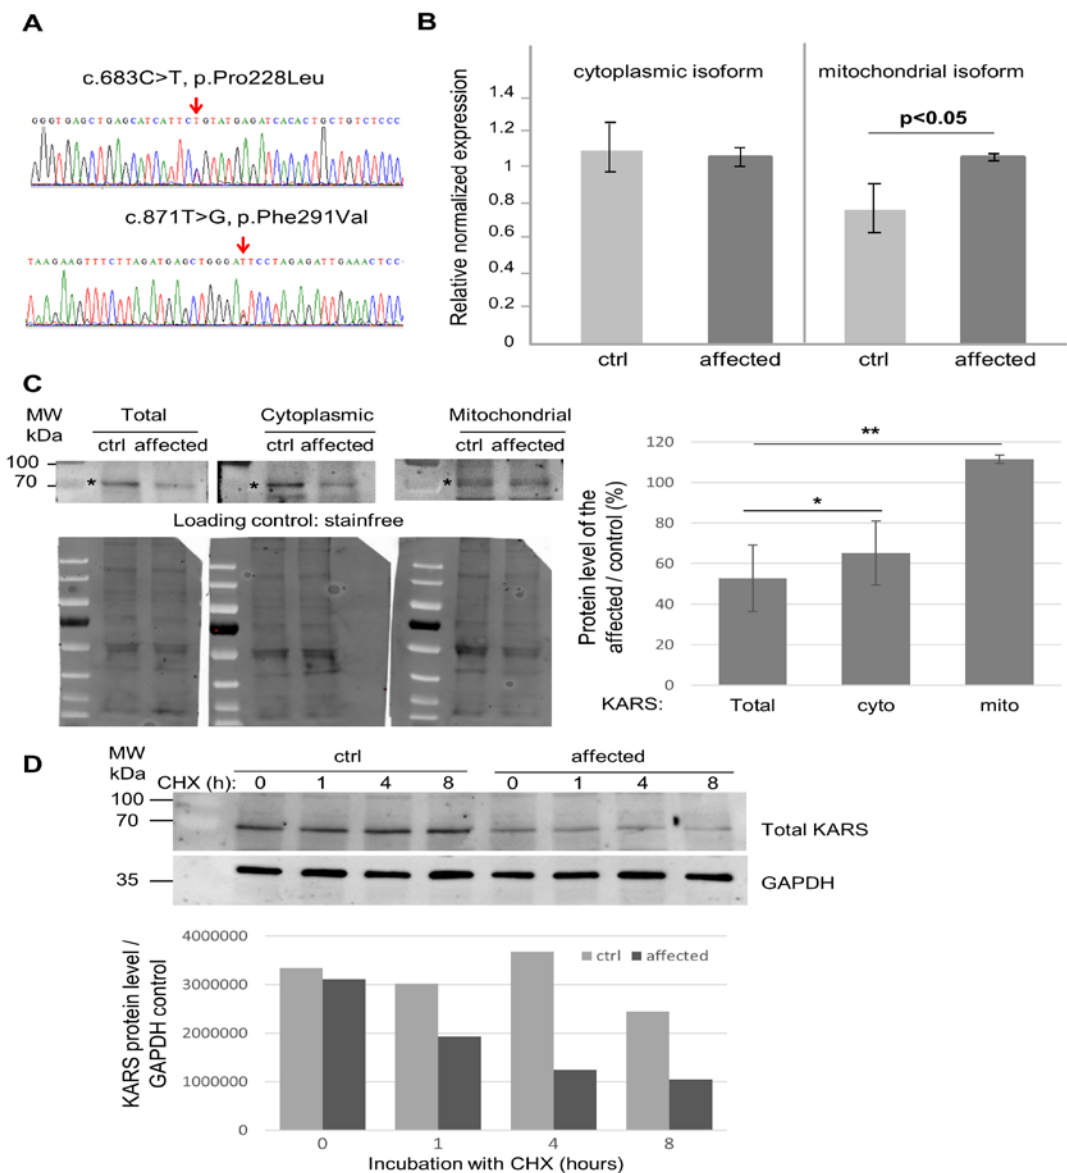 A
c.683C>T, p.Pro228Leu
GGGTGAGCTGAGCATCATTCTGTATGAGATCACACTGCTGTCTCCC
c.871T>G, p.Phe291Val
TAAGAAGTTTCTTAGATGAGCTGGGATTCCTAGAGATTGAAACTCC
B
Relative normalized expression
cytoplasmic isoform
mitochondrial isoform
p<0.05
1.4
1.2
1
0.8
0.6
0.4
0.2
0
ctrl affected ctrl affected
C
MW
kDa
Total Cytoplasmic Mitochondrial
ctrl affected ctrl affected ctrl affected
100
70
* * *
Loading control: stainfree
Protein level of the
affected / control (%)
120
100
80
60
40
20
0
**
*
KARS: Total cyto mito
D
MW
kDa
ctrl affected
CHX (h): 0 1 4 8 0 1 4 8
100
70
Total KARS
35
GAPDH
KARS protein level /
GAPDH control
4000000
3000000
2000000
1000000
0
ctrl affected
0 1 4 8
Incubation with CHX (hours)